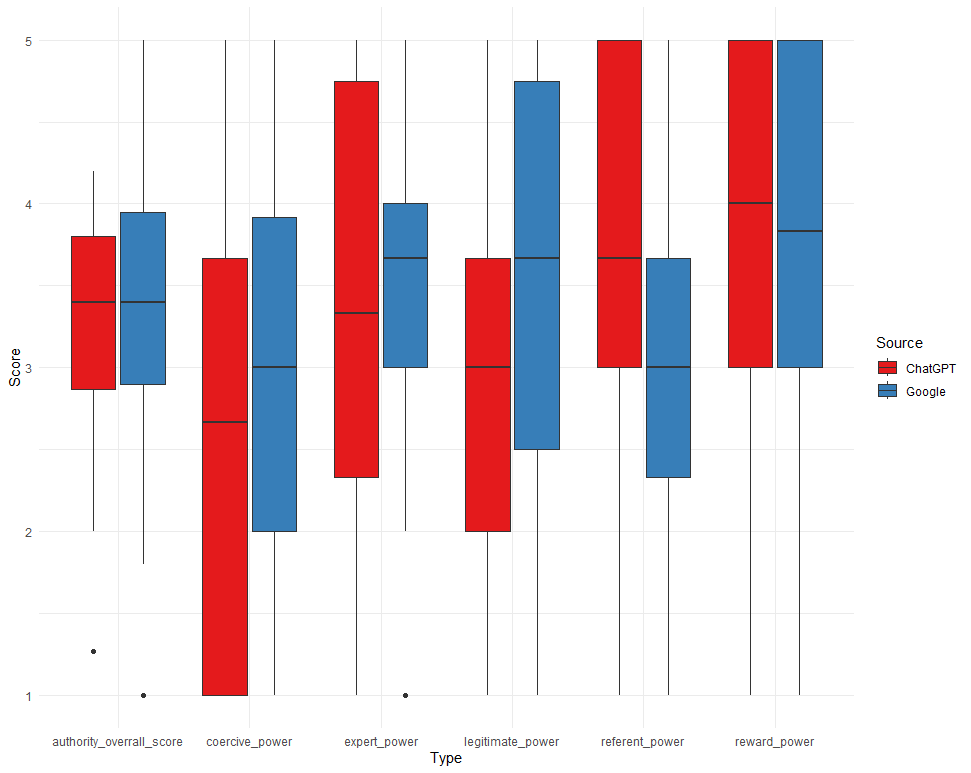 5
4
3
2
1
Score
authority_overrall_score
coercive_power
expert_power
legitimate_power
referent_power
reward_power
Type
Source
ChatGPT
Google